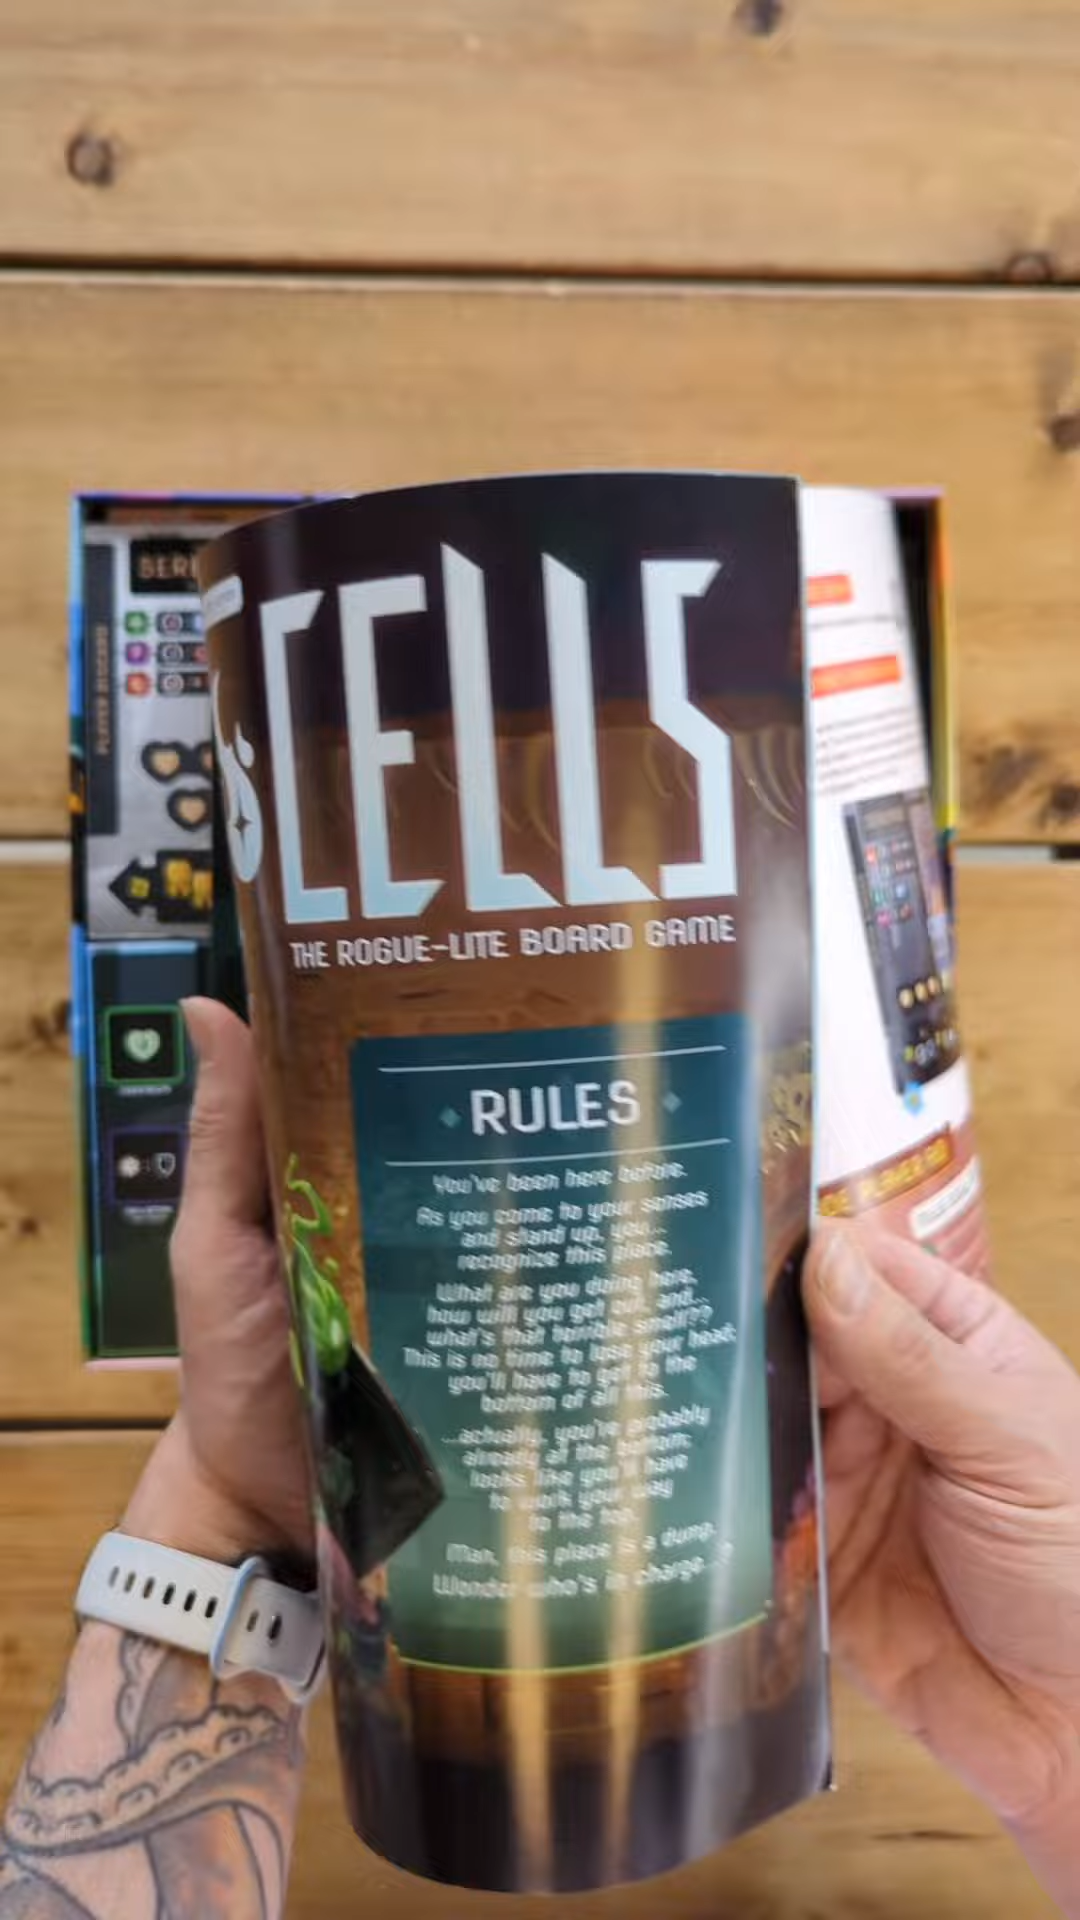 CELLS
THE ROGUE-LITE BOARD GAME
RULES
You've been here before.
As you come to your senses
and stand up, you...
recognize this place.
What are you doing here,
how will you get out, and...
what's that terrible smell??
This is no time to lose your head;
you'll have to get to the
bottom of all this.
...actually, you're probably
already at the bottom;
looks like you'll have
to work your way
to the top.
Man, this place is a dump.
Wonder who's in charge...?
PLAYER DISCARD